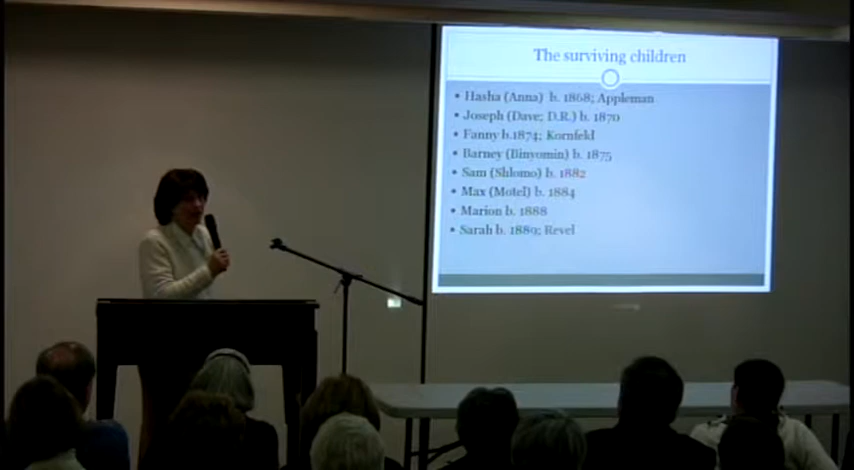 The surviving children
• Hasha (Anna) b. 1868; Appleman
• Joseph (Dave; D.R.) b. 1870
• Fanny b.1874; Kornfeld
• Barney (Binyomin) b. 1875
• Sam (Shlomo) b. 1882
• Max (Motel) b. 1884
• Marion b. 1888
• Sarah b. 1889; Revel